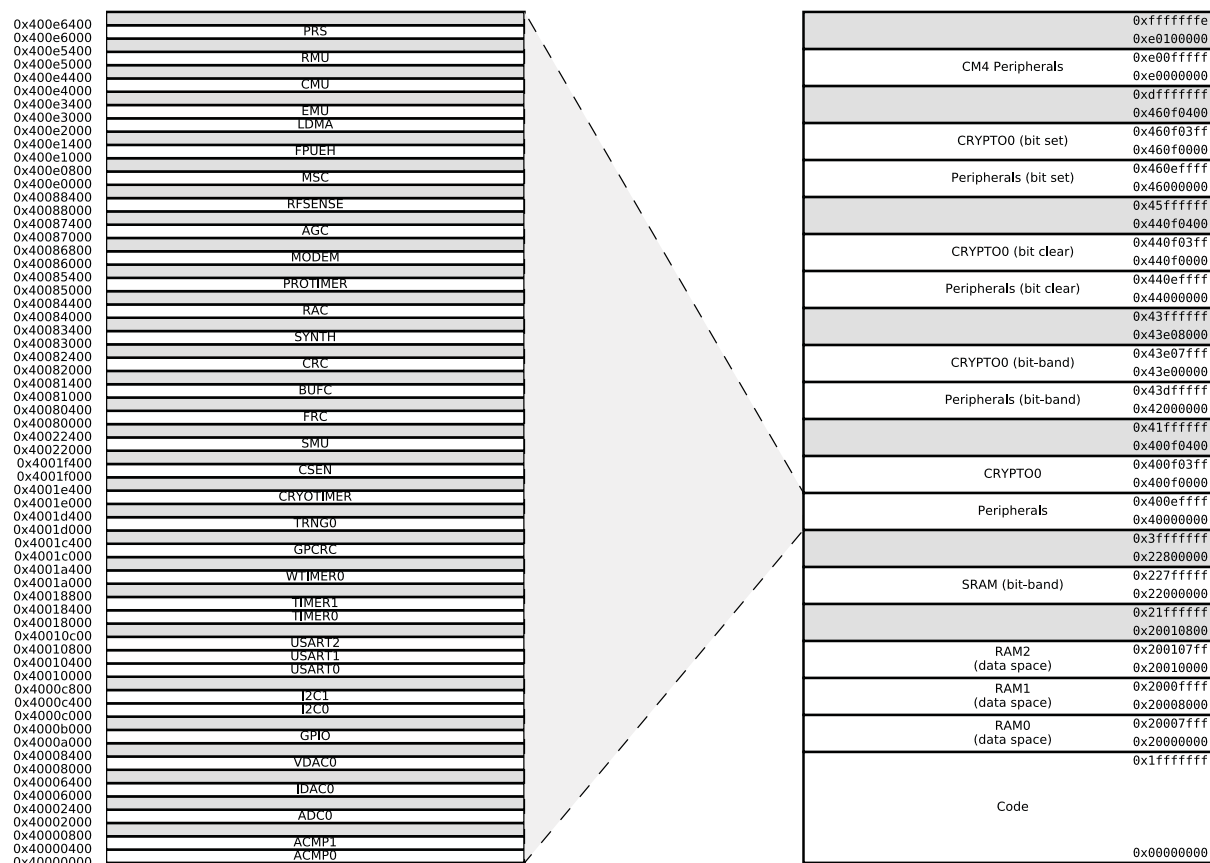 0x400e6400
PRS
0x400e6000
0x400e5400
RMU
0x400e5000
0x400e4400
CMU
0x400e4000
0x400e3400
EMU
0x400e3000
LDMA
0x400e2000
0x400e1400
FPUEH
0x400e1000
0x400e0800
MSC
0x400e0000
0x40088400
RFSENSE
0x40088000
0x40087400
AGC
0x40087000
0x40086800
MODEM
0x40086000
0x40085400
PROTIMER
0x40085000
0x40084400
RAC
0x40084000
0x40083400
SYNTH
0x40083000
0x40082400
CRC
0x40082000
0x40081400
BUFC
0x40081000
0x40080400
FRC
0x40080000
0x40022400
SMU
0x40022000
0x4001f400
CSEN
0x4001f000
0x4001e400
CRYOTIMER
0x4001e000
0x4001d400
TRNG0
0x4001d000
0x4001c400
GPCRC
0x4001c000
0x4001a400
WTIMER0
0x4001a000
0x40018800
TIMER1
0x40018400
TIMER0
0x40018000
0x40010c00
USART2
0x40010800
USART1
0x40010400
USART0
0x40010000
0x4000c800
I2C1
0x4000c400
I2C0
0x4000c000
0x4000b000
GPIO
0x4000a000
0x40008400
VDAC0
0x40008000
0x40006400
IDAC0
0x40006000
0x40002400
ADC0
0x40002000
0x40000800
ACMP1
0x40000400
ACMP0
0x40000000
0xfffffffe
0xe0100000
0xe00fffff
CM4 Peripherals
0xe0000000
0xdfffffff
0x460f0400
0x460f03ff
CRYPTO0 (bit set)
0x460f0000
0x460effff
Peripherals (bit set)
0x46000000
0x45ffffff
0x440f0400
0x440f03ff
CRYPTO0 (bit clear)
0x440f0000
0x440effff
Peripherals (bit clear)
0x44000000
0x43ffffff
0x43e08000
0x43e07fff
CRYPTO0 (bit-band)
0x43e00000
0x43dfffff
Peripherals (bit-band)
0x42000000
0x41ffffff
0x400f0400
0x400f03ff
CRYPTO0
0x400f0000
0x400effff
Peripherals
0x40000000
0x3fffffff
0x22800000
0x227fffff
SRAM (bit-band)
0x22000000
0x21ffffff
0x20010800
RAM2 0x200107ff
(data space) 0x20010000
RAM1 0x2000ffff
(data space) 0x20008000
RAM0 0x20007fff
(data space) 0x20000000
0x1fffffff
Code
0x00000000